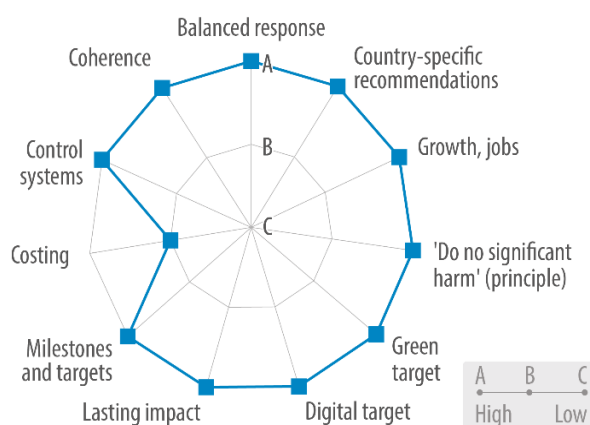 Balanced response
Coherence
Country-specific
recommendations
A
Control
systems
B
Growth, jobs
C
Costing
'Do no significant
harm' (principle)
Milestones
and targets
Green
target
Lasting impact
Digital target
A B C
High Low